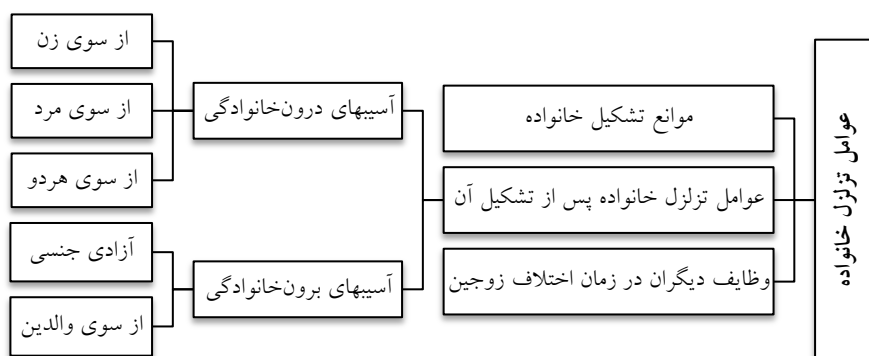 عوامل تزلزل خانواده
موانع تشکیل خانواده
عوامل تزلزل خانواده پس از تشکیل آن
آسیبهای درون‌خانوادگی
از سوی زن
از سوی مرد
از سوی هردو
آسیبهای برون‌خانوادگی
آزادی جنسی
از سوی والدین
وظایف دیگران در زمان اختلاف زوجین